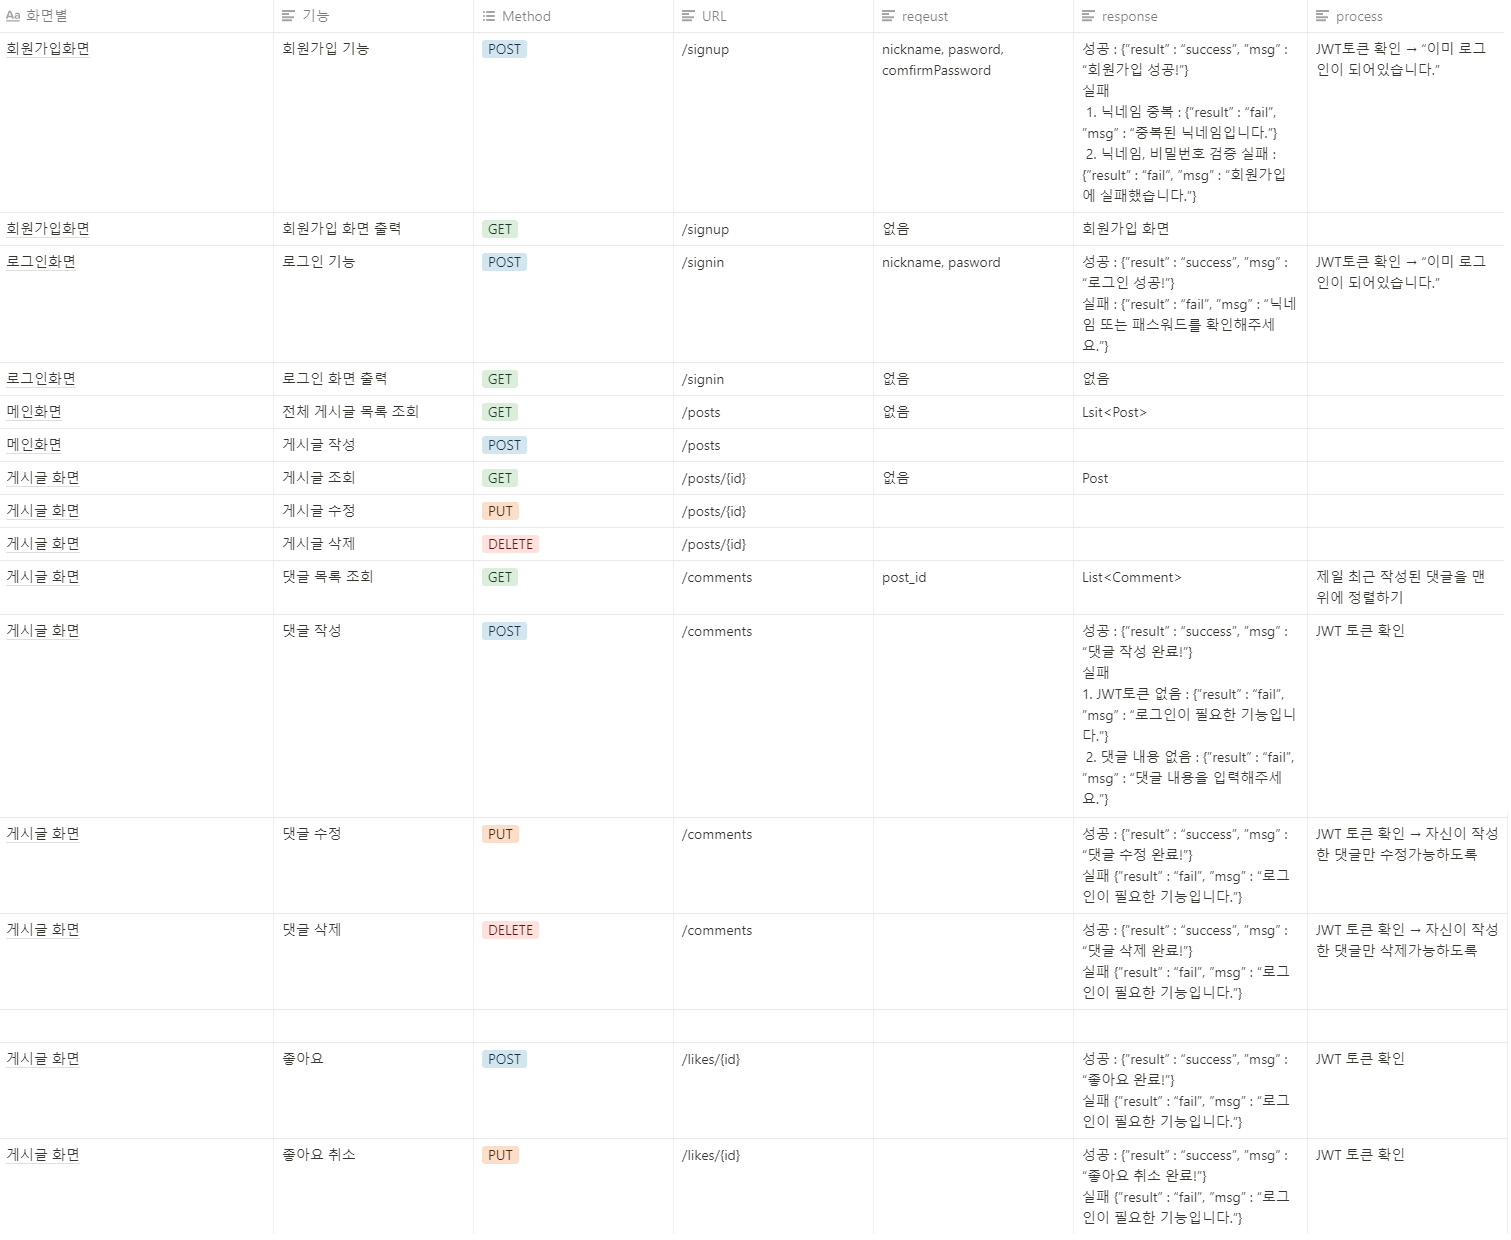 Aa 화면별 기능 Method URL reqeust response process
회원가입화면 회원가입 기능 POST /signup nickname, pasword, 성공 : {”result” : “success”, ”msg” : JWT토큰 확인 → “이미 로그
comfirmPassword “회원가입 성공!”} 인이 되어있습니다.”
실패
1. 닉네임 중복 : {”result” : “fail”,
”msg” : “중복된 닉네임입니다.”}
2. 닉네임, 비밀번호 검증 실패 :
{”result” : “fail”, ”msg” : “회원가입
에 실패했습니다.”}
회원가입화면 회원가입 화면 출력 GET /signup 없음 회원가입 화면
로그인화면 로그인 기능 POST /signin nickname, pasword 성공 : {”result” : “success”, ”msg” : JWT토큰 확인 → “이미 로그
“로그인 성공!”} 인이 되어있습니다.”
실패 : {”result” : “fail”, ”msg” : “닉네
임 또는 패스워드를 확인해주세
요.”}
로그인화면 로그인 화면 출력 GET /signin 없음 없음
메인화면 전체 게시글 목록 조회 GET /posts 없음 Lsit<Post>
메인화면 게시글 작성 POST /posts
게시글 화면 게시글 조회 GET /posts/{id} 없음 Post
게시글 화면 게시글 수정 PUT /posts/{id}
게시글 화면 게시글 삭제 DELETE /posts/{id}
게시글 화면 댓글 목록 조회 GET /comments post_id List<Comment> 제일 최근 작성된 댓글을 맨
위에 정렬하기
게시글 화면 댓글 작성 POST /comments 성공 : {”result” : “success”, ”msg” : JWT 토큰 확인
“댓글 작성 완료!”}
실패
1. JWT토큰 없음 : {”result” : “fail”,
”msg” : “로그인이 필요한 기능입니
다.”}
2. 댓글 내용 없음 : {”result” : “fail”,
”msg” : “댓글 내용을 입력해주세
요.”}
게시글 화면 댓글 수정 PUT /comments 성공 : {”result” : “success”, ”msg” : JWT 토큰 확인 → 자신이 작성
“댓글 수정 완료!”} 한 댓글만 수정가능하도록
실패 {”result” : “fail”, ”msg” : “로그
인이 필요한 기능입니다.”}
게시글 화면 댓글 삭제 DELETE /comments 성공 : {”result” : “success”, ”msg” : JWT 토큰 확인 → 자신이 작성
“댓글 삭제 완료!”} 한 댓글만 삭제가능하도록
실패 {”result” : “fail”, ”msg” : “로그
인이 필요한 기능입니다.”}
게시글 화면 좋아요 POST /likes/{id} 성공 : {”result” : “success”, ”msg” : JWT 토큰 확인
“좋아요 완료!”}
실패 {”result” : “fail”, ”msg” : “로그
인이 필요한 기능입니다.”}
게시글 화면 좋아요 취소 PUT /likes/{id} 성공 : {”result” : “success”, ”msg” : JWT 토큰 확인
“좋아요 취소 완료!”}
실패 {”result” : “fail”, ”msg” : “로그
인이 필요한 기능입니다.”}